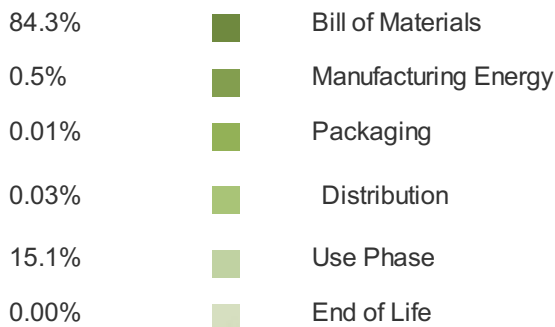 84.3% Bill of Materials
0.5% Manufacturing Energy
0.01% Packaging
0.03% Distribution
15.1% Use Phase
0.00% End of Life